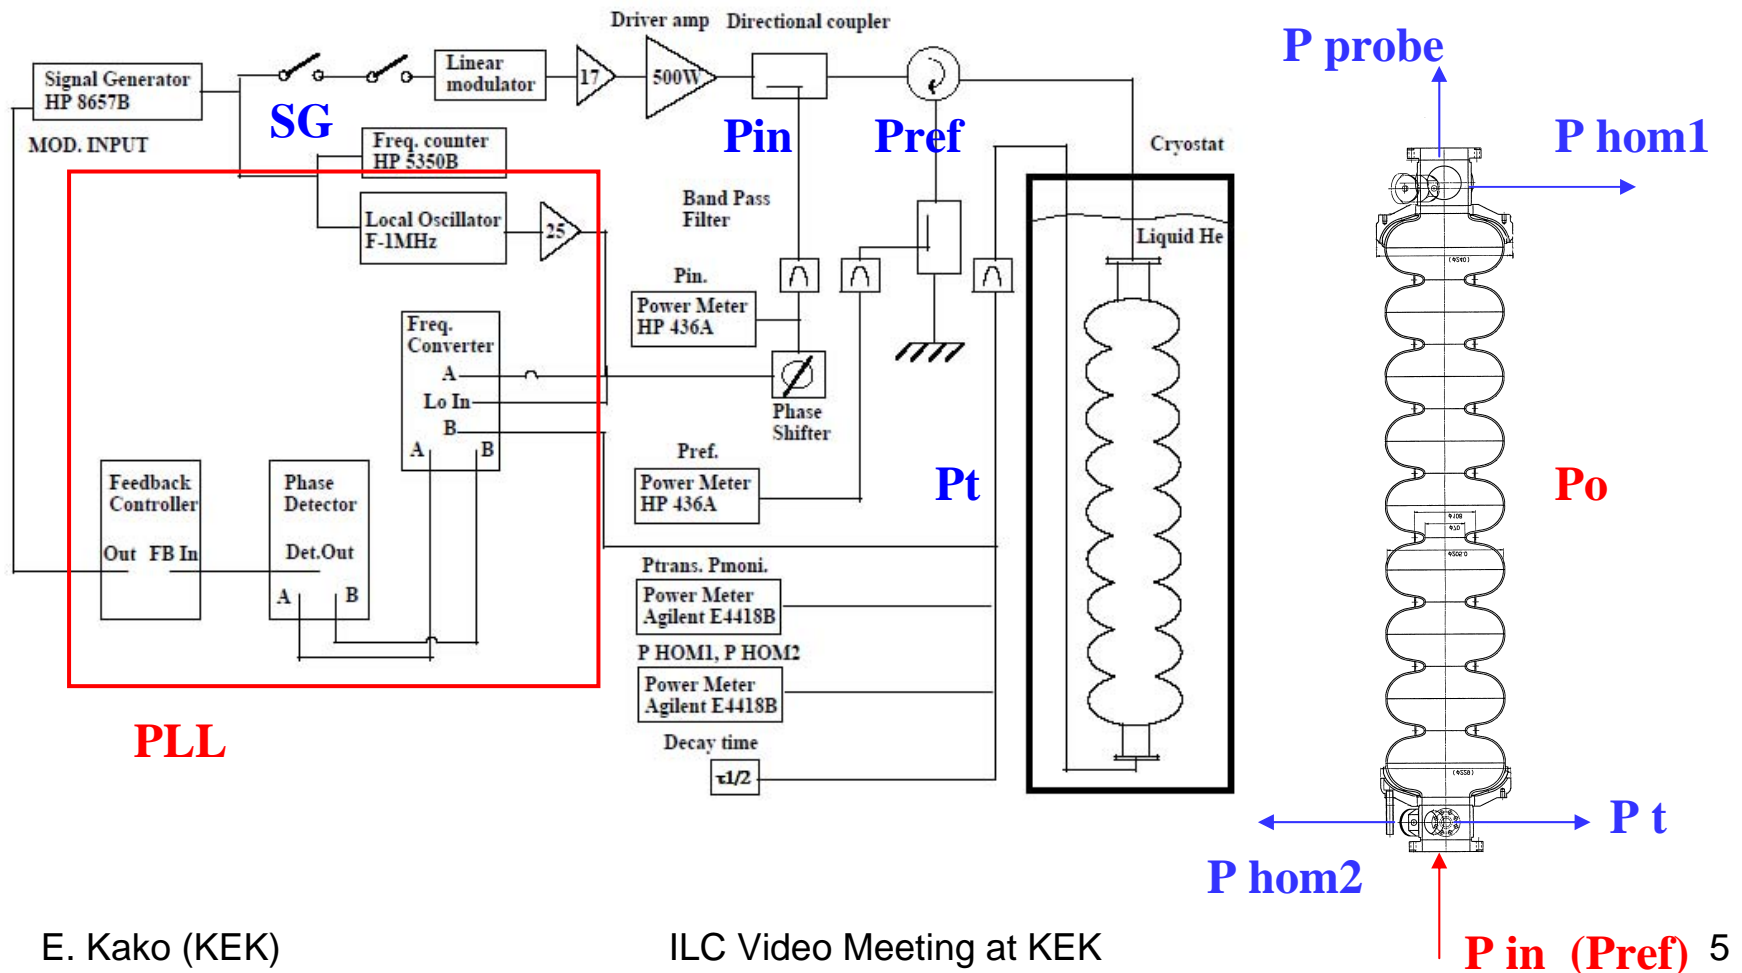 Driver amp Directional coupler
Signal Generator
HP 8657B
Linear
modulator
17
500W
P probe
SG
MOD. INPUT
Freq. counter
HP 5350B
Pin
Pref
Cryostat
P hom1
Local Oscillator
F-1MHz
25
Band Pass
Filter
Liquid He
Pin.
Power Meter
HP 436A
Freq.
Converter
A
Lo In
B
A B
Phase
Shifter
Pref.
Power Meter
HP 436A
Pt
Po
Feedback
Controller
Out FB In
Phase
Detector
Det.Out
A B
Ptrans. Pmoni.
Power Meter
Agilent E4418B
P HOM1, P HOM2
Power Meter
Agilent E4418B
Decay time
τ1/2
PLL
P t
P hom2
P in (Pref)
E. Kako (KEK)
ILC Video Meeting at KEK
5